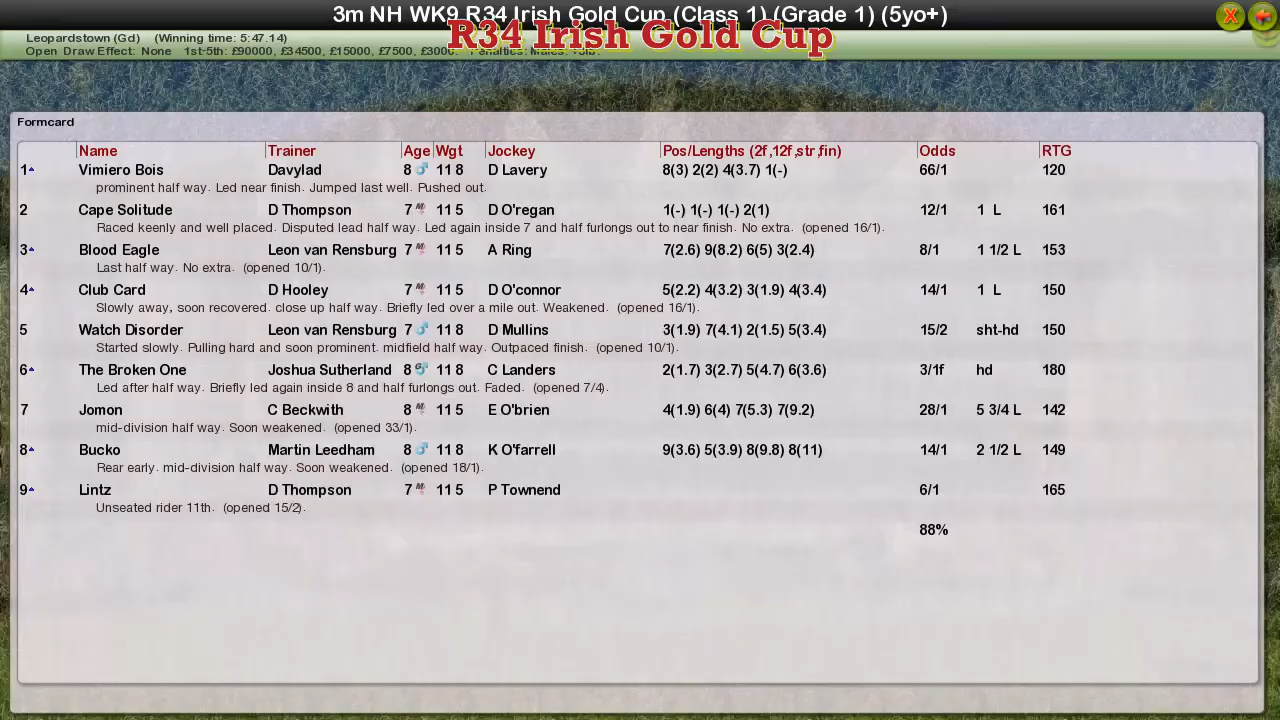 3m NH WK9 R34 Irish Gold Cup (Class 1) (Grade 1) (5yo+)
R34 Irish Gold Cup
Leopardstown (Gd) (Winning time: 5:47.14)
Open Draw Effect: None 1st-5th: £90000, £34500, £15000, £7500, £3000. Penalties: Males: +3lb.
Formcard
Name Trainer Age Wgt Jockey Pos/Lengths (2f,12f,str,fin) Odds RTG
1 Vimiero Bois Davylad 8 11 8 D Lavery 8(3) 2(2) 4(3.7) 1(-) 66/1 120
prominent half way. Led near finish. Jumped last well. Pushed out.
2 Cape Solitude D Thompson 7 11 5 D O'regan 1(-) 1(-) 1(-) 2(1) 12/1 1 L 161
Raced keenly and well placed. Disputed lead half way. Led again inside 7 and half furlongs out to near finish. No extra. (opened 16/1).
3 Blood Eagle Leon van Rensburg 7 11 5 A Ring 7(2.6) 9(8.2) 6(5) 3(2.4) 8/1 1 1/2 L 153
Last half way. No extra. (opened 10/1).
4 Club Card D Hooley 7 11 5 D O'connor 5(2.2) 4(3.2) 3(1.9) 4(3.4) 14/1 1 L 150
Slowly away, soon recovered. close up half way. Briefly led over a mile out. Weakened. (opened 16/1).
5 Watch Disorder Leon van Rensburg 7 11 8 D Mullins 3(1.9) 7(4.1) 2(1.5) 5(3.4) 15/2 sht-hd 150
Started slowly. Pulling hard and soon prominent. midfield half way. Outpaced finish. (opened 10/1).
6 The Broken One Joshua Sutherland 8 11 8 C Landers 2(1.7) 3(2.7) 5(4.7) 6(3.6) 3/1f hd 180
Led after half way. Briefly led again inside 8 and half furlongs out. Faded. (opened 7/4).
7 Jomon C Beckwith 8 11 5 E O'brien 4(1.9) 6(4) 7(5.3) 7(9.2) 28/1 5 3/4 L 142
mid-division half way. Soon weakened. (opened 33/1).
8 Bucko Martin Leedham 8 11 8 K O'farrell 9(3.6) 5(3.9) 8(9.8) 8(11) 14/1 2 1/2 L 149
Rear early. mid-division half way. Soon weakened. (opened 18/1).
9 Lintz D Thompson 7 11 5 P Townend 6/1 165
Unseated rider 11th. (opened 15/2).
88%